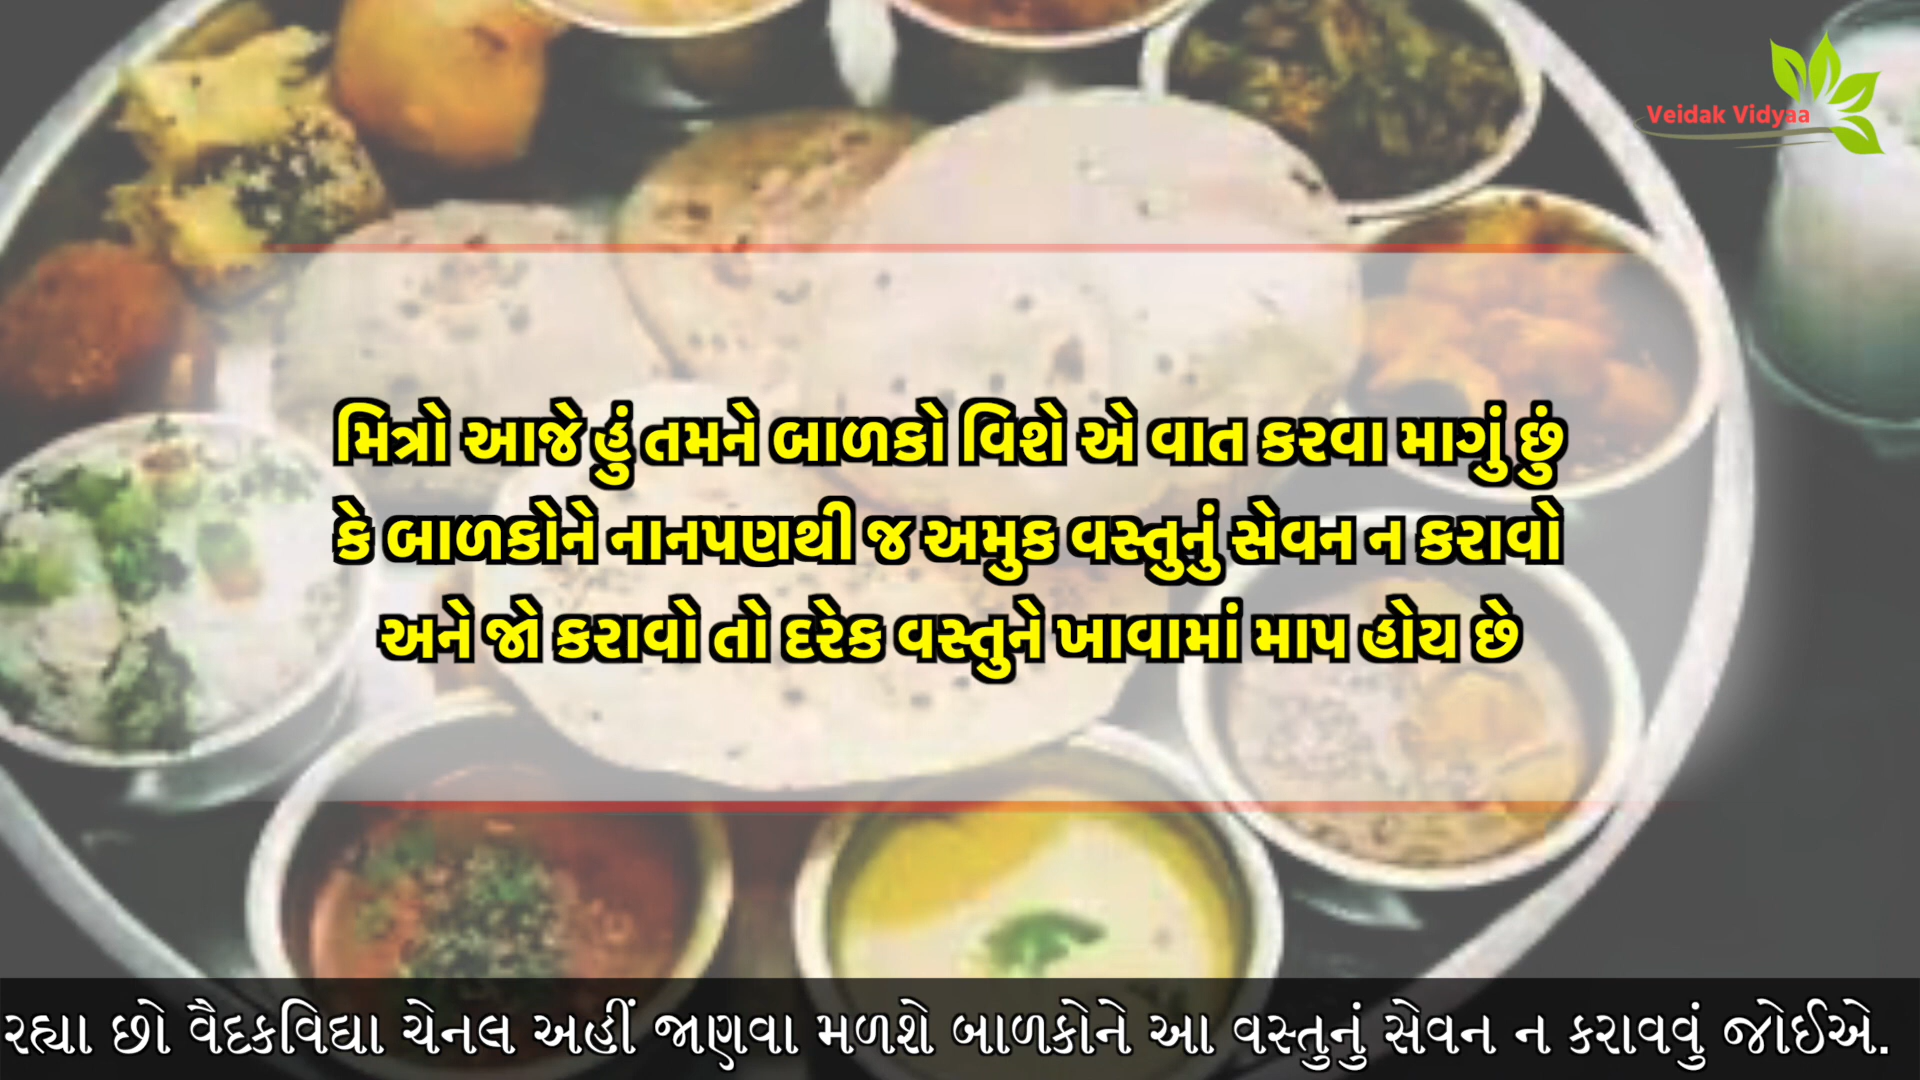 Veidak Vidyaa
મિત્રો આજે હું તમને બાળકો વિશે એ વાત કરવા માગું છું
કે બાળકોને નાનપણથી જ અમુક વસ્તુનું સેવન ન કરાવો
અને જો કરાવો તો દરેક વસ્તુને ખાવામાં માપ હોય છે
રહ્યા છો વૈદકવિદ્યા ચેનલ અહીં જાણવા મળશે બાળકોને આ વસ્તુનું સેવન ન કરાવવું જોઈએ.